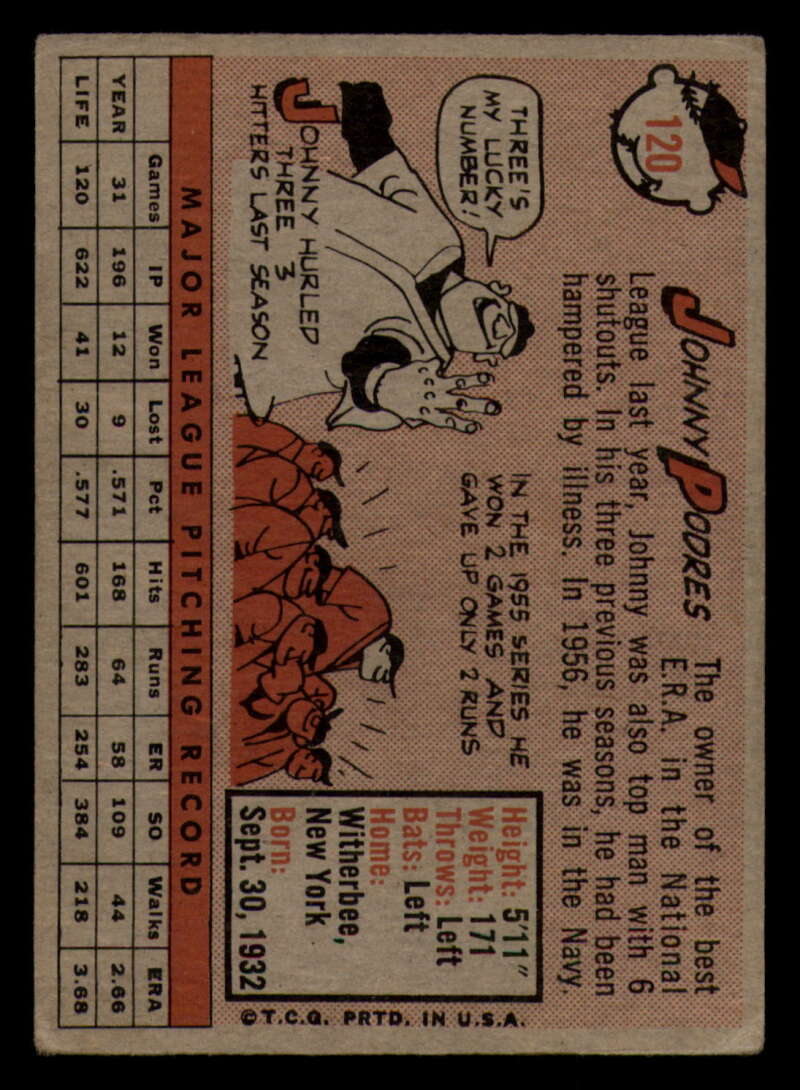 120
JOHNNY PODRES
The owner of the best
E.R.A. in the National
League last year, Johnny was also top man with 6
shutouts. In his three previous seasons, he had been
hampered by illness. In 1956, he was in the Navy.
THREE'S
MY LUCKY
NUMBER!
JOHNNY HURLED
THREE 3
HITTERS LAST SEASON
IN THE 1955 SERIES HE
WON 2 GAMES AND
GAVE UP ONLY 2 RUNS
Height: 5'11"
Weight: 171
Throws: Left
Bats: Left
Home:
Witherbee,
New York
Born:
Sept. 30, 1932
MAJOR LEAGUE PITCHING RECORD
Games IP Won Lost Pct Hits Runs ER SO Walks ERA
YEAR 31 196 12 9 .571 168 64 58 109 44 2.66
LIFE 120 622 41 30 .577 601 283 254 384 218 3.68
©T.C.G. PRTD. IN U.S.A.